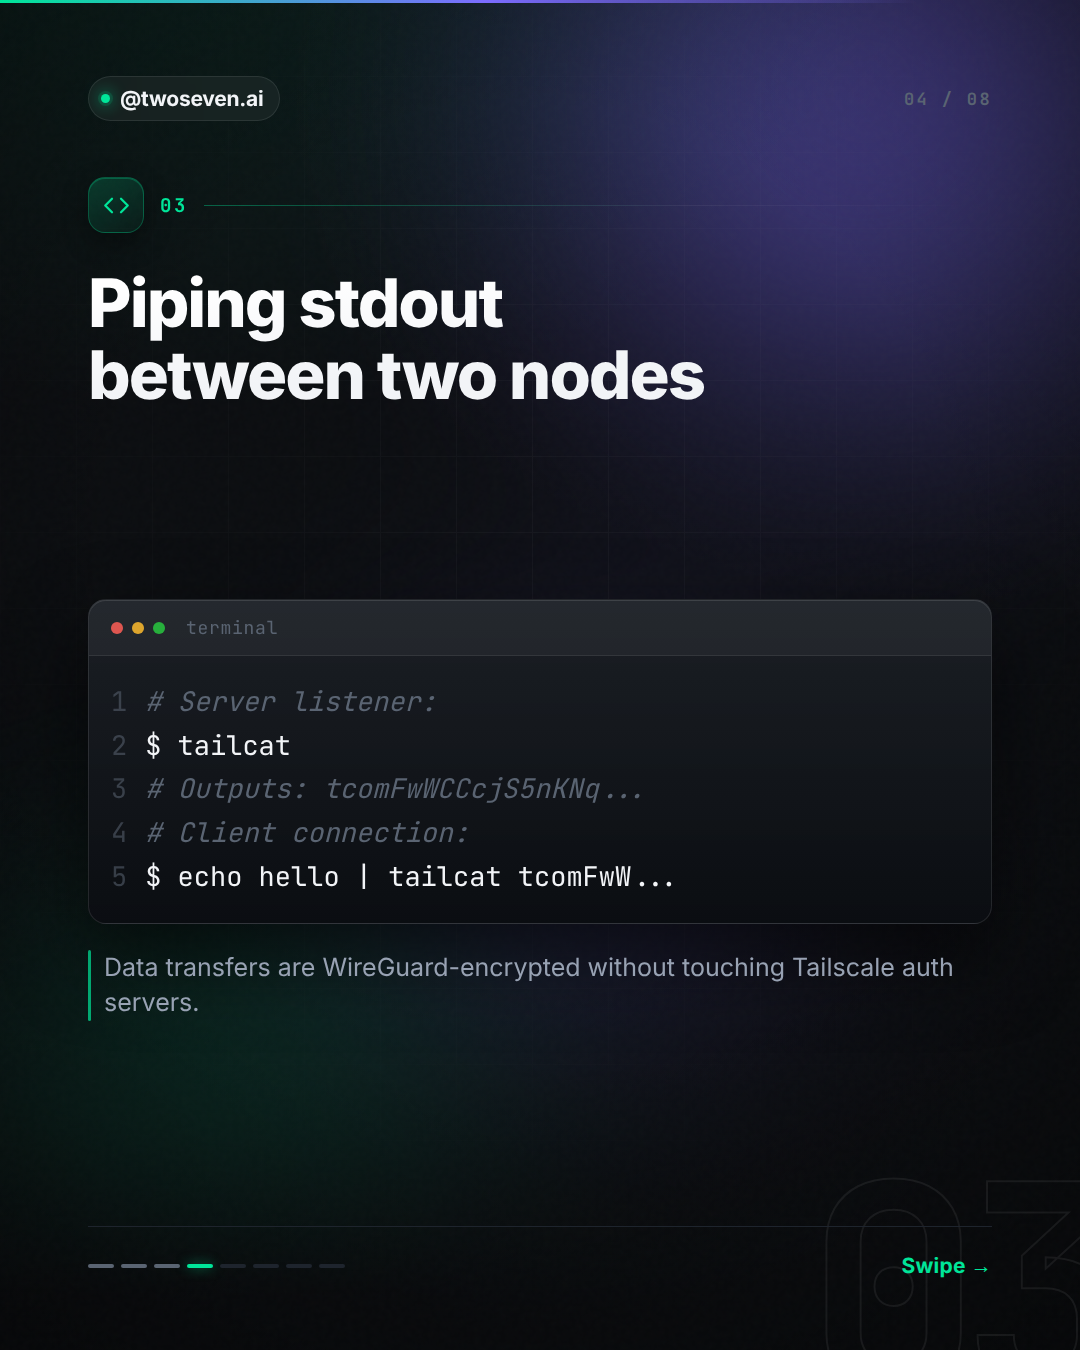 @twoseven.ai
04 / 08
03
Piping stdout
between two nodes
terminal
1 # Server listener:
2 $ tailcat
3 # Outputs: tcomFwWCCcjS5nKNq...
4 # Client connection:
5 $ echo hello | tailcat tcomFwW...
Data transfers are WireGuard-encrypted without touching Tailscale auth
servers.
03
Swipe →